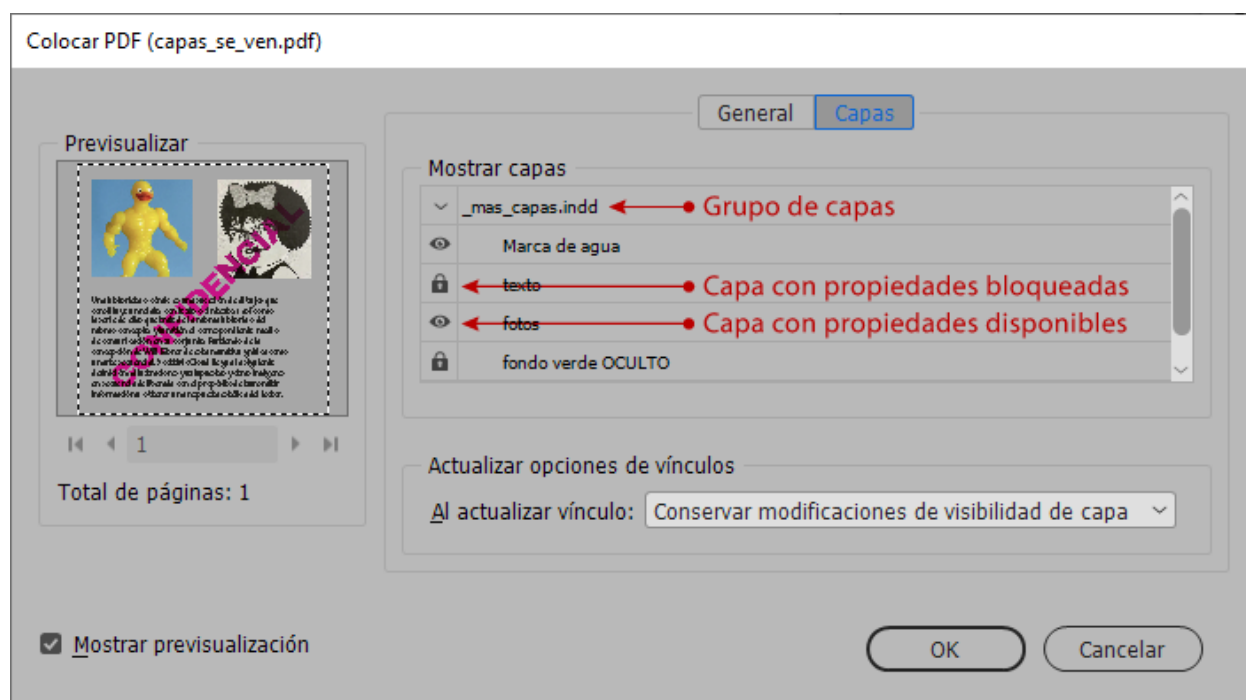 Colocar PDF (capas_se_ven.pdf)
General
Capas
Previsualizar
CONFIDENCIAL
1
Total de páginas: 1
Mostrar capas
_mas_capas.indd
Grupo de capas
Marca de agua
texto
Capa con propiedades bloqueadas
fotos
Capa con propiedades disponibles
fondo verde OCULTO
Actualizar opciones de vínculos
Al actualizar vínculo: Conservar modificaciones de visibilidad de capa
Mostrar previsualización
OK
Cancelar